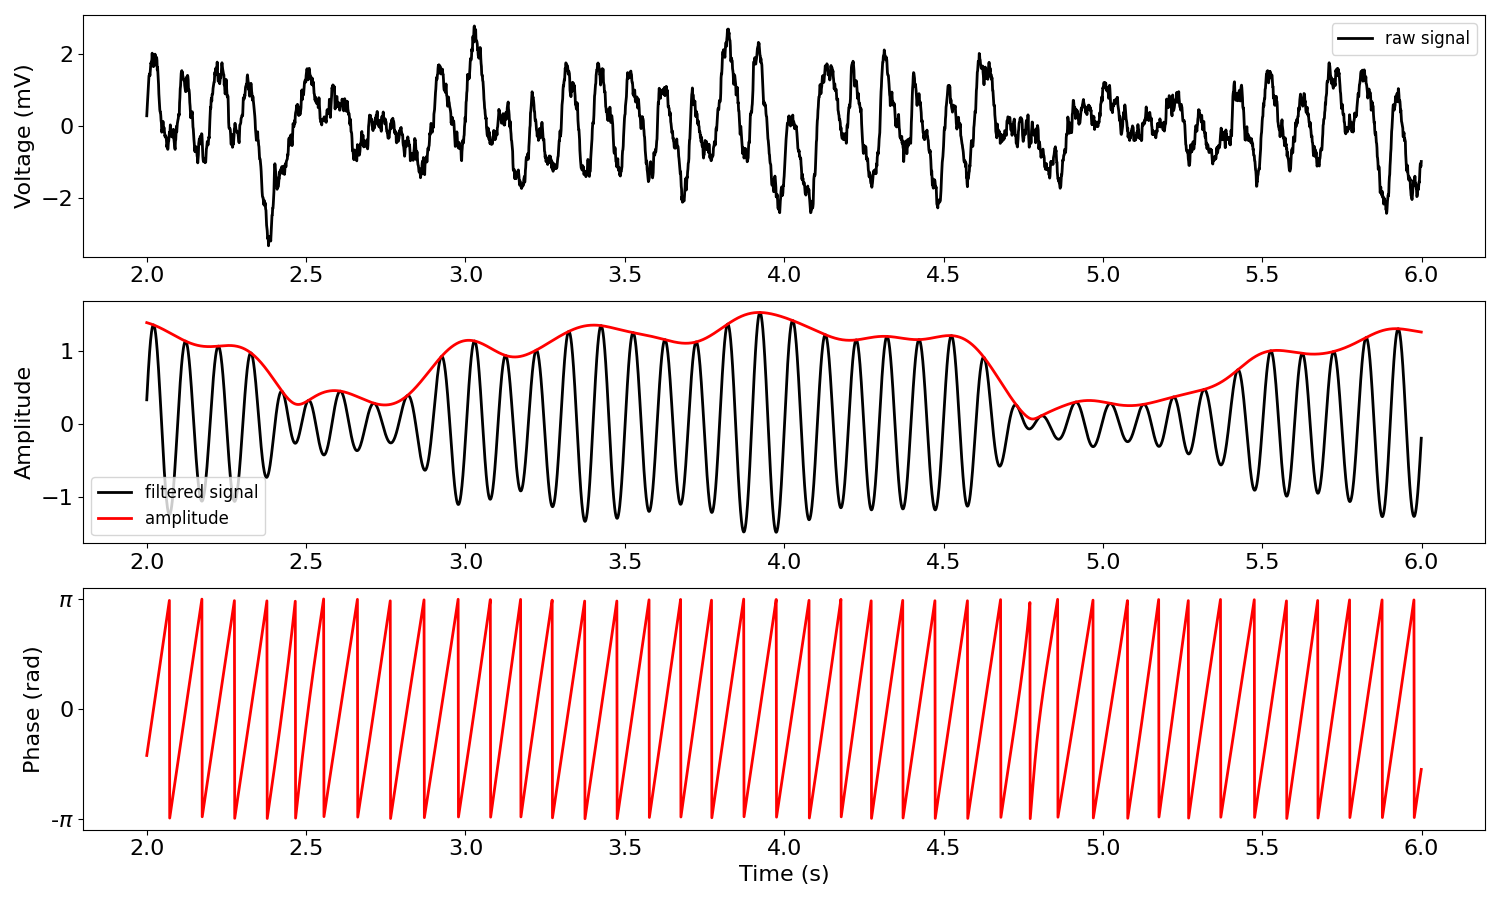 raw signal
Voltage (mV)
2
0
−2
2.0 2.5 3.0 3.5 4.0 4.5 5.0 5.5 6.0
Amplitude
1
0
−1
filtered signal
amplitude
2.0 2.5 3.0 3.5 4.0 4.5 5.0 5.5 6.0
Phase (rad)
π
0
-π
2.0 2.5 3.0 3.5 4.0 4.5 5.0 5.5 6.0
Time (s)